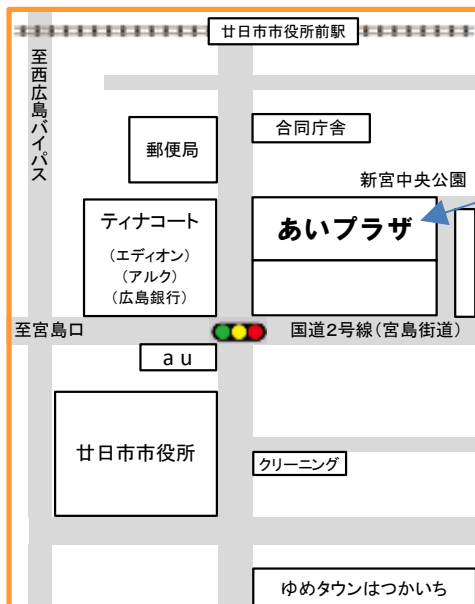 廿日市市役所前駅
至西広島バイパス
合同庁舎
郵便局
新宮中央公園
ティナコート
(エディオン)
(アルク)
(広島銀行)
あいプラザ
至宮島口
国道2号線(宮島街道)
au
廿日市市役所
クリーニング
ゆめタウンはつかいち